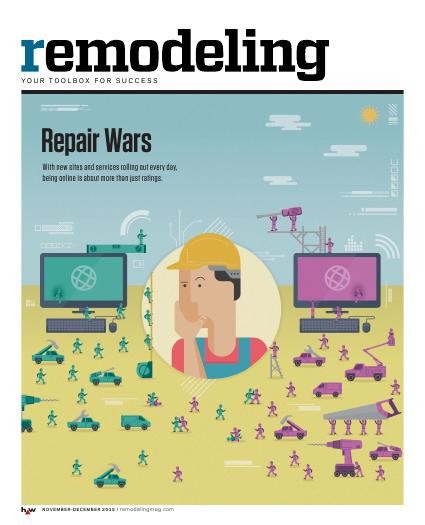 remodeling
YOUR TOOLBOX FOR SUCCESS
Repair Wars
With new sites and services rolling out every day,
being online is about more than just ratings.
NOVEMBER-DECEMBER 2015 | remodelingmag.com